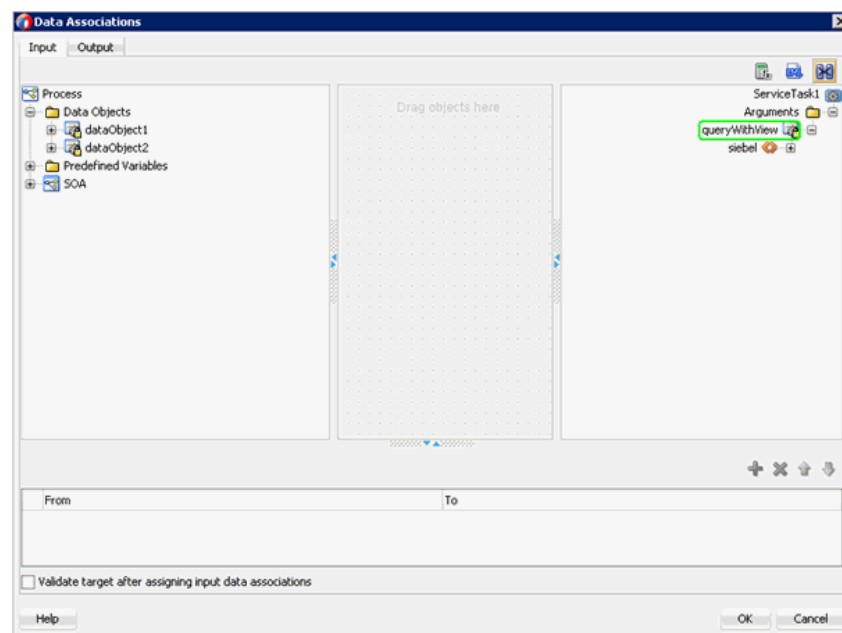 Data Associations
Input Output
Process
Data Objects
dataObject1
dataObject2
Predefined Variables
SOA
Drag objects here
ServiceTask1
Arguments
queryWithView
siebel
From To
Validate target after assigning input data associations
Help OK Cancel